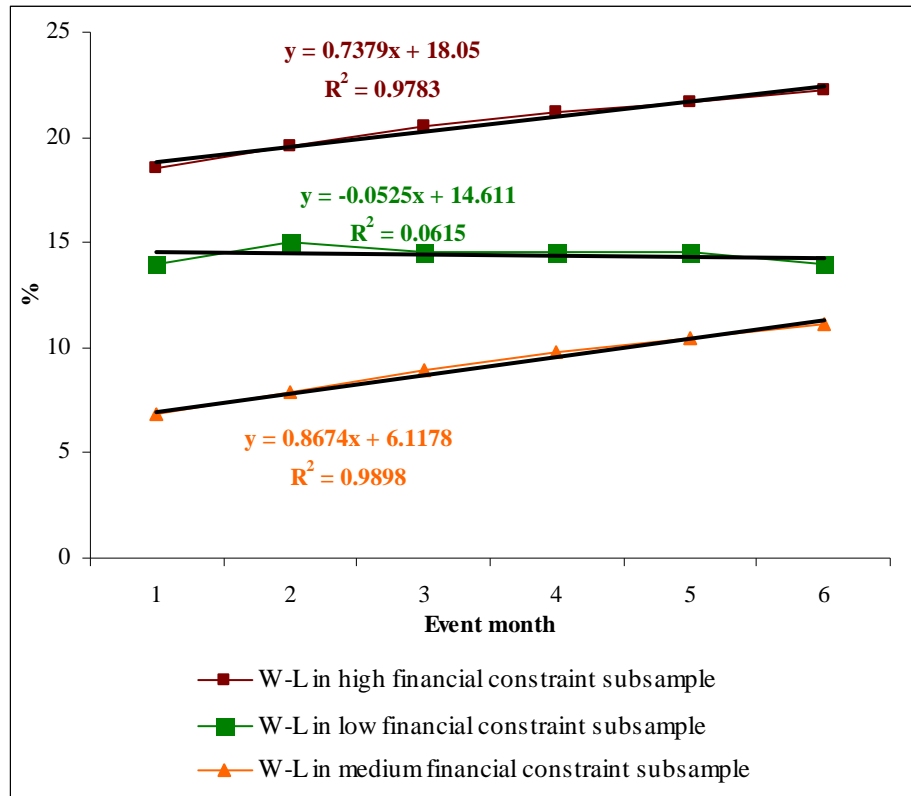 25
y = 0.7379x + 18.05
R² = 0.9783
20
y = -0.0525x + 14.611
R² = 0.0615
15
%
10
y = 0.8674x + 6.1178
R² = 0.9898
5
0
1 2 3 4 5 6
Event month
W-L in high financial constraint subsample
W-L in low financial constraint subsample
W-L in medium financial constraint subsample